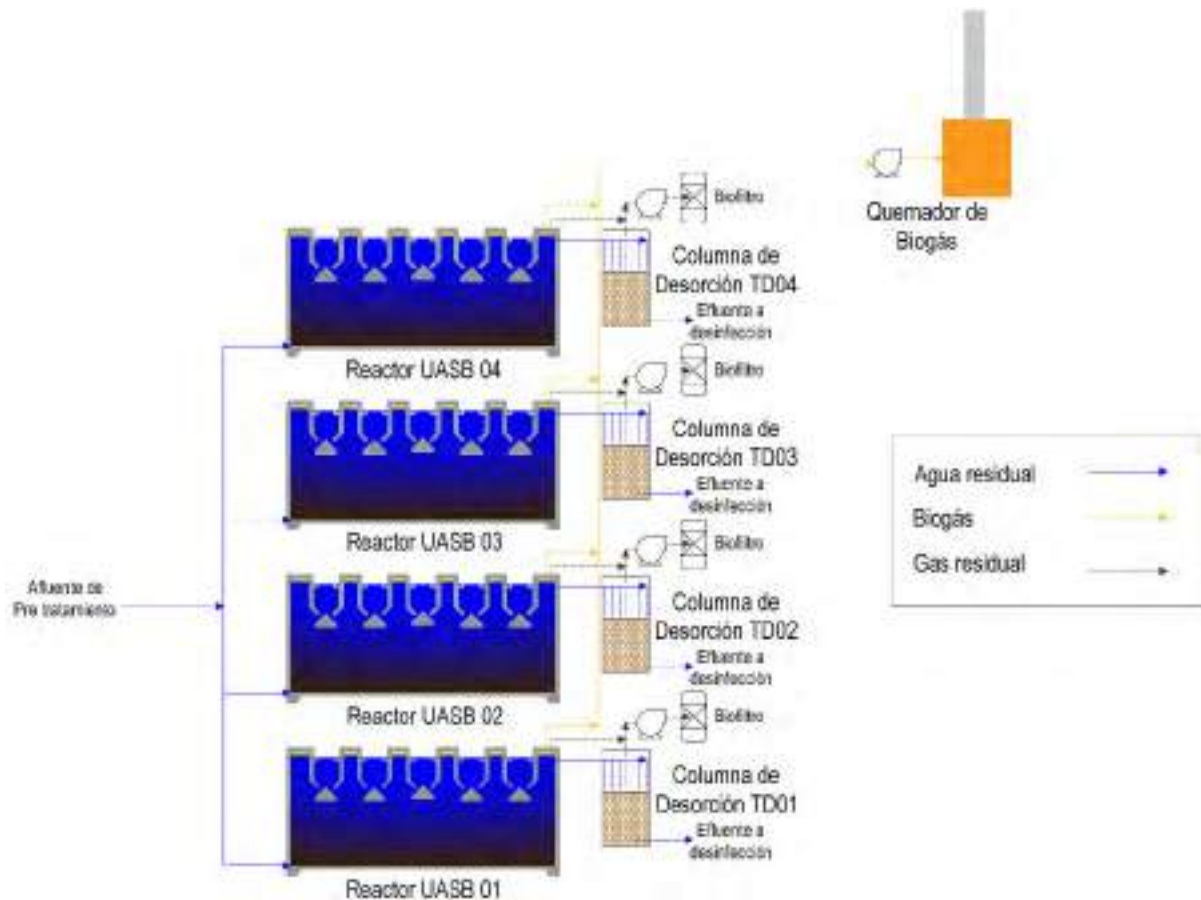 Quemador de
Biogás
Biofiltro
Columna de
Desorción TD04
Efluente a
desinfección
Reactor UASB 04
Biofiltro
Columna de
Desorción TD03
Efluente a
desinfección
Reactor UASB 03
Biofiltro
Columna de
Desorción TD02
Efluente a
desinfección
Reactor UASB 02
Biofiltro
Columna de
Desorción TD01
Efluente a
desinfección
Reactor UASB 01
Afluente de
Pre tratamiento
Agua residual
Biogás
Gas residual